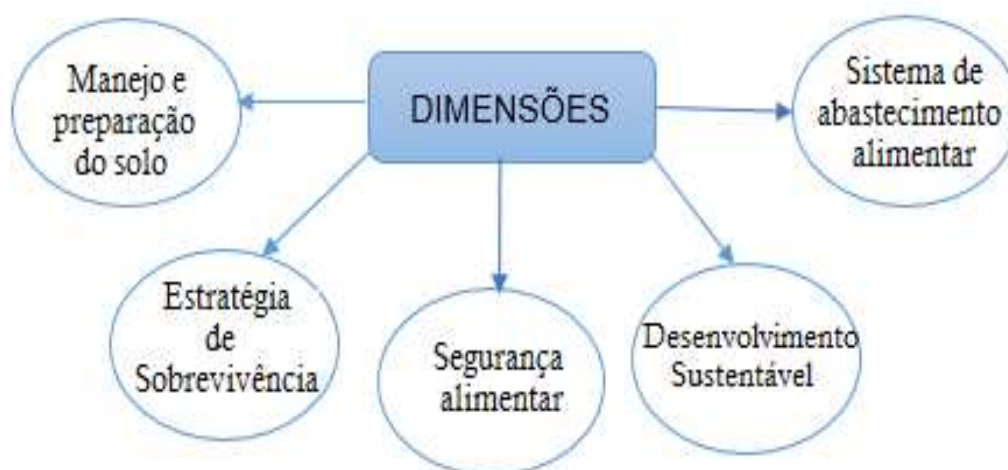 DIMENSÕES
Manejo e
preparação
do solo
Estratégia
de
Sobrevivência
Segurança
alimentar
Desenvolvimento
Sustentável
Sistema de
abastecimento
alimentar